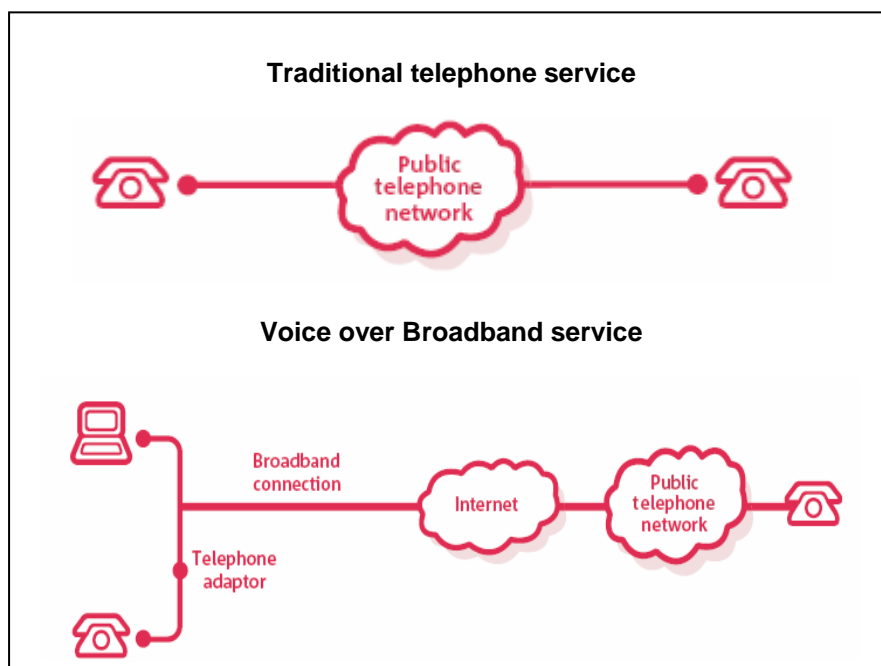 Traditional telephone service
Public
telephone
network
Voice over Broadband service
Broadband
connection
Internet
Public
telephone
network
Telephone
adaptor